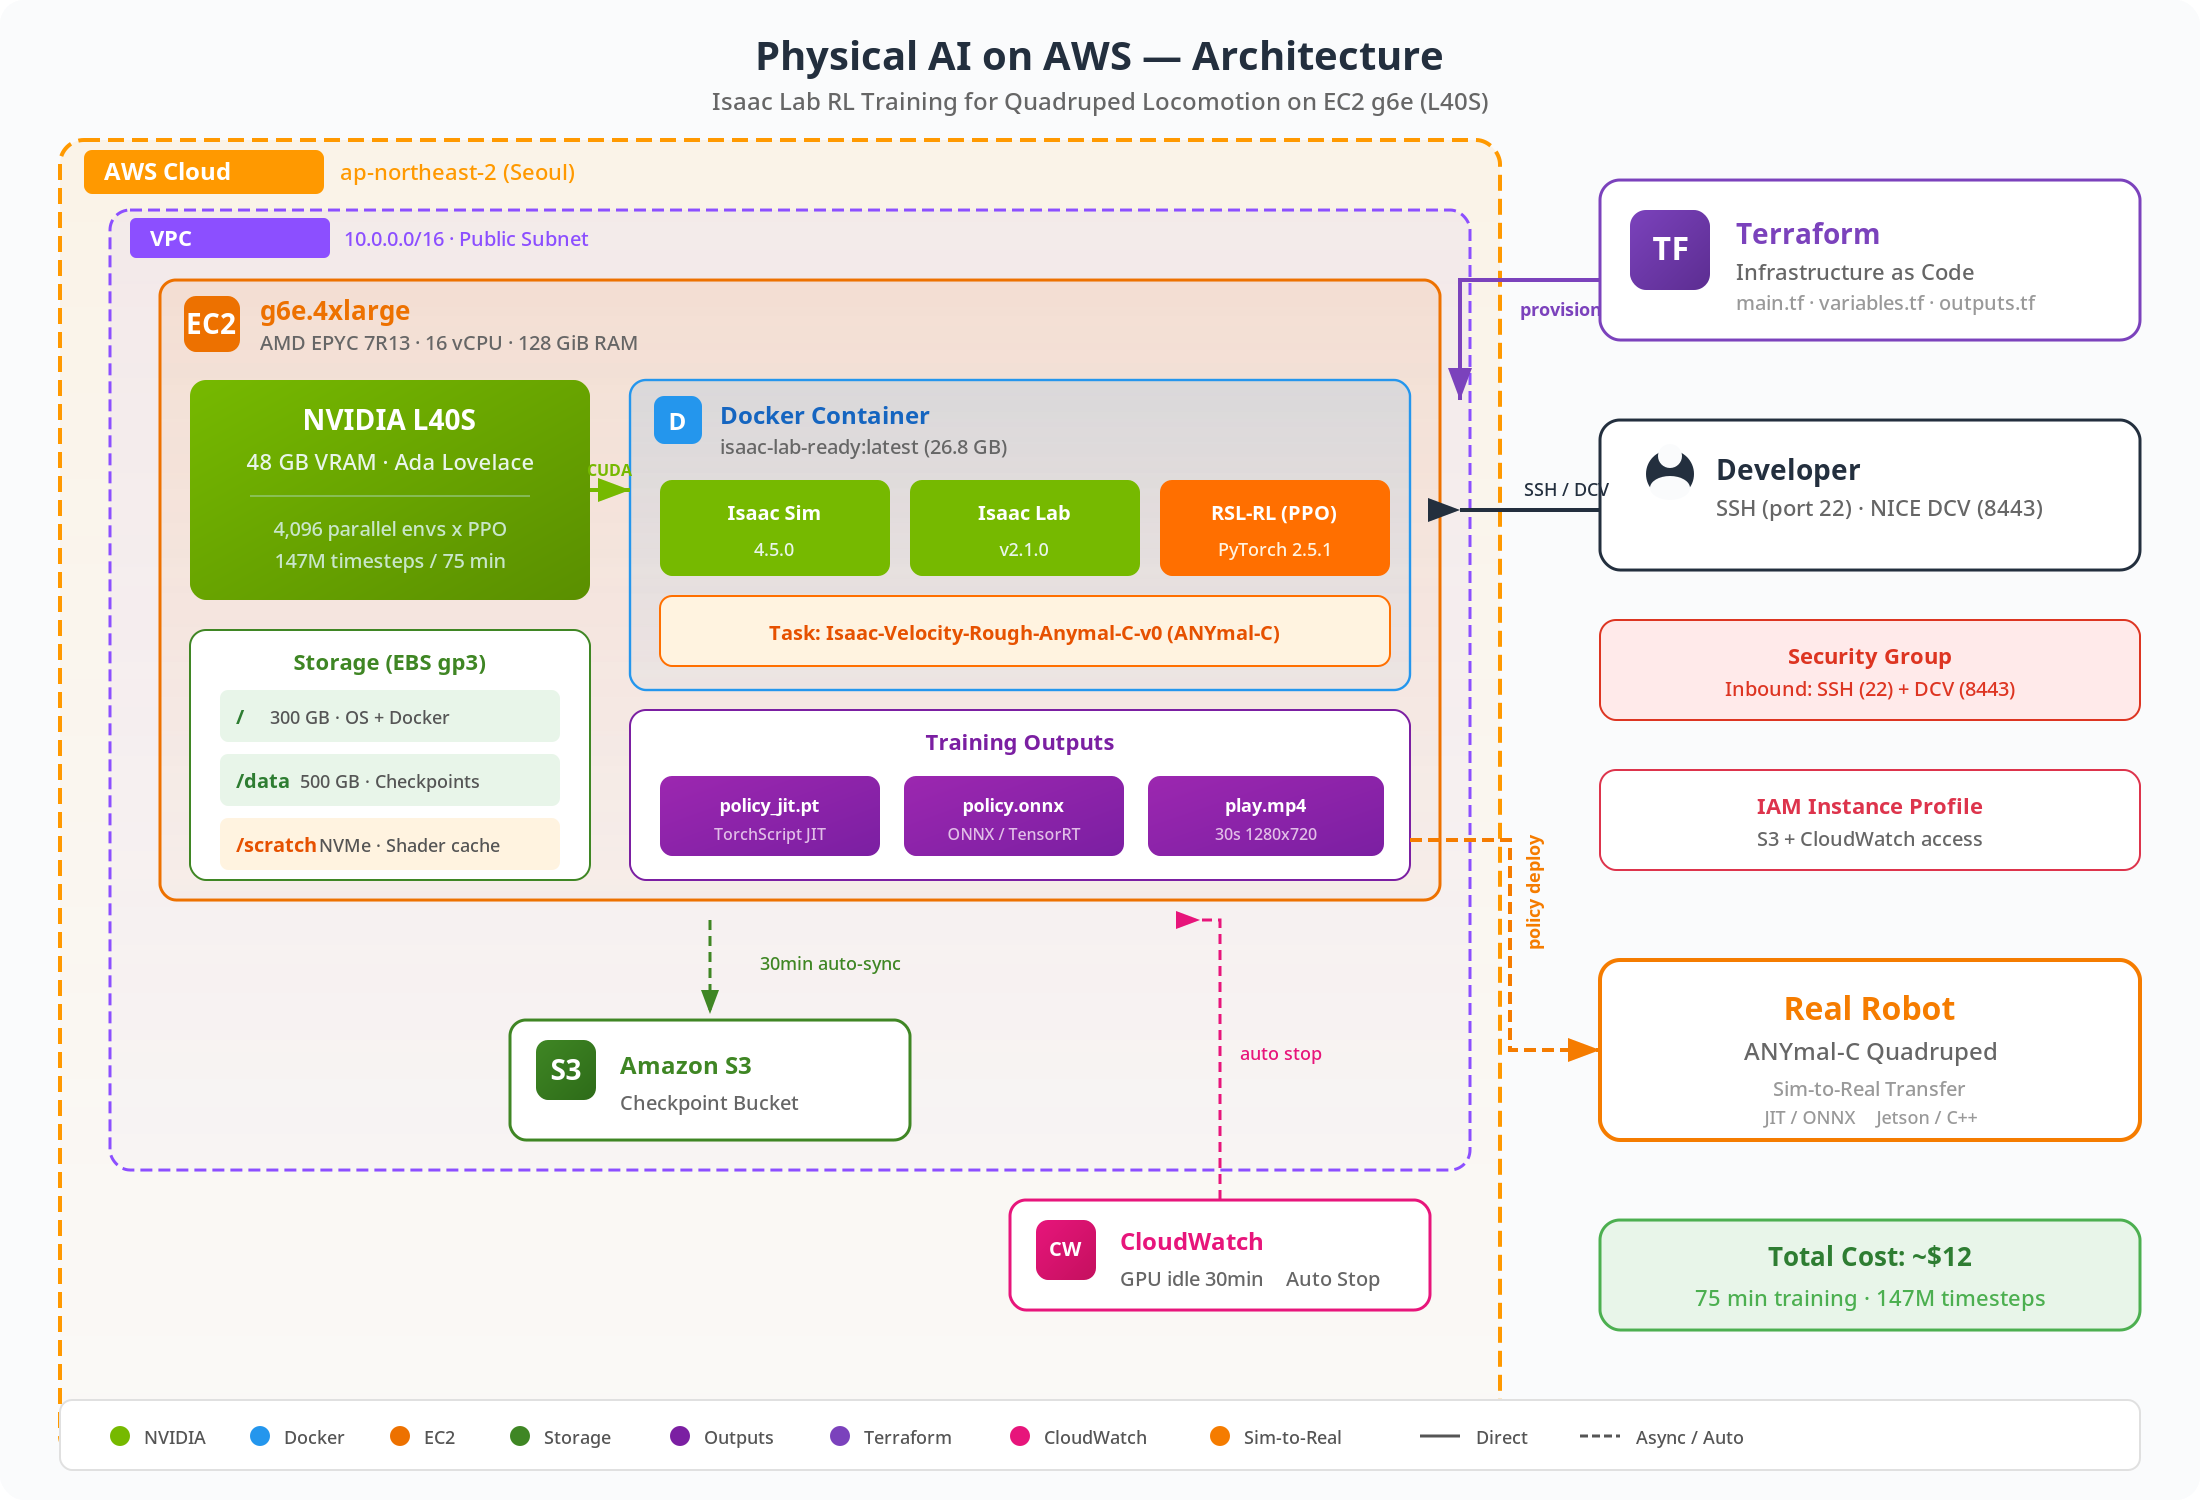 Physical AI on AWS — Architecture
Isaac Lab RL Training for Quadruped Locomotion on EC2 g6e (L40S)
AWS Cloud
ap-northeast-2 (Seoul)
VPC
10.0.0.0/16 · Public Subnet
EC2
g6e.4xlarge
AMD EPYC 7R13 · 16 vCPU · 128 GiB RAM
NVIDIA L40S
48 GB VRAM · Ada Lovelace
4,096 parallel envs x PPO
147M timesteps / 75 min
CUDA
D
Docker Container
isaac-lab-ready:latest (26.8 GB)
Isaac Sim
4.5.0
Isaac Lab
v2.1.0
RSL-RL (PPO)
PyTorch 2.5.1
Task: Isaac-Velocity-Rough-Anymal-C-v0 (ANYmal-C)
Storage (EBS gp3)
/ 300 GB · OS + Docker
/data 500 GB · Checkpoints
/scratch NVMe · Shader cache
Training Outputs
policy_jit.pt
TorchScript JIT
policy.onnx
ONNX / TensorRT
play.mp4
30s 1280x720
30min auto-sync
S3
Amazon S3
Checkpoint Bucket
auto stop
CW
CloudWatch
GPU idle 30min Auto Stop
provision
TF
Terraform
Infrastructure as Code
main.tf · variables.tf · outputs.tf
SSH / DCV
Developer
SSH (port 22) · NICE DCV (8443)
Security Group
Inbound: SSH (22) + DCV (8443)
IAM Instance Profile
S3 + CloudWatch access
policy deploy
Real Robot
ANYmal-C Quadruped
Sim-to-Real Transfer
JIT / ONNX Jetson / C++
Total Cost: ~$12
75 min training · 147M timesteps
NVIDIA
Docker
EC2
Storage
Outputs
Terraform
CloudWatch
Sim-to-Real
Direct
Async / Auto